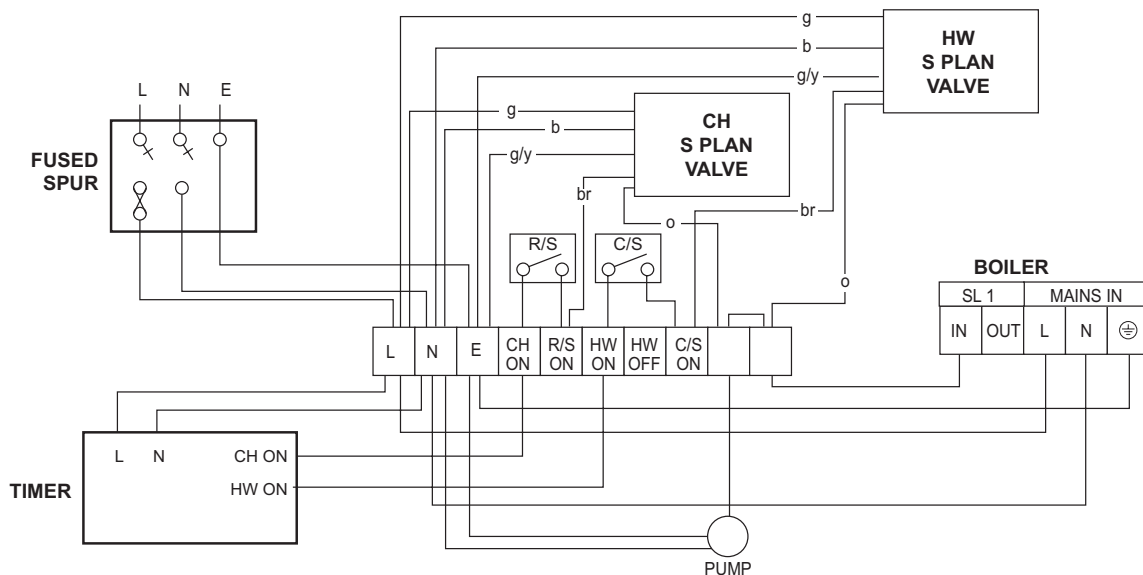 g
HW
S PLAN
VALVE
b
g/y
L N E
g
CH
S PLAN
VALVE
b
FUSED
SPUR
g/y
br
br
o
R/S
C/S
o
BOILER
SL 1
MAINS IN
IN
OUT
L
N
L
N
E
CH
ON
R/S
ON
HW
ON
HW
OFF
C/S
ON
TIMER
L N
CH ON
HW ON
PUMP